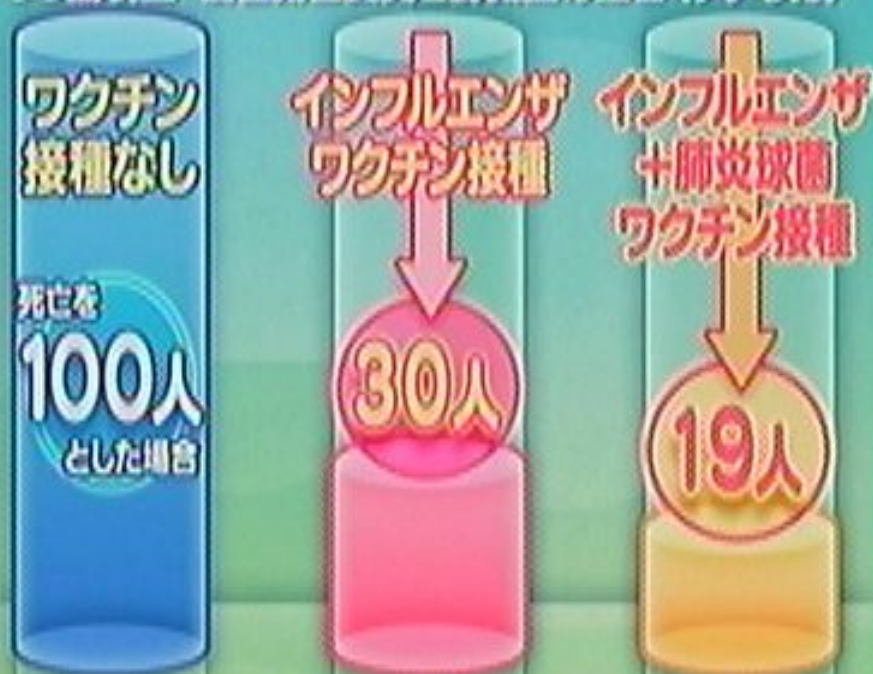 ワクチン
接種なし
死亡を
100人
とした場合
インフルエンザ
ワクチン接種
30人
インフルエンザ
+肺炎球菌
ワクチン接種
19人